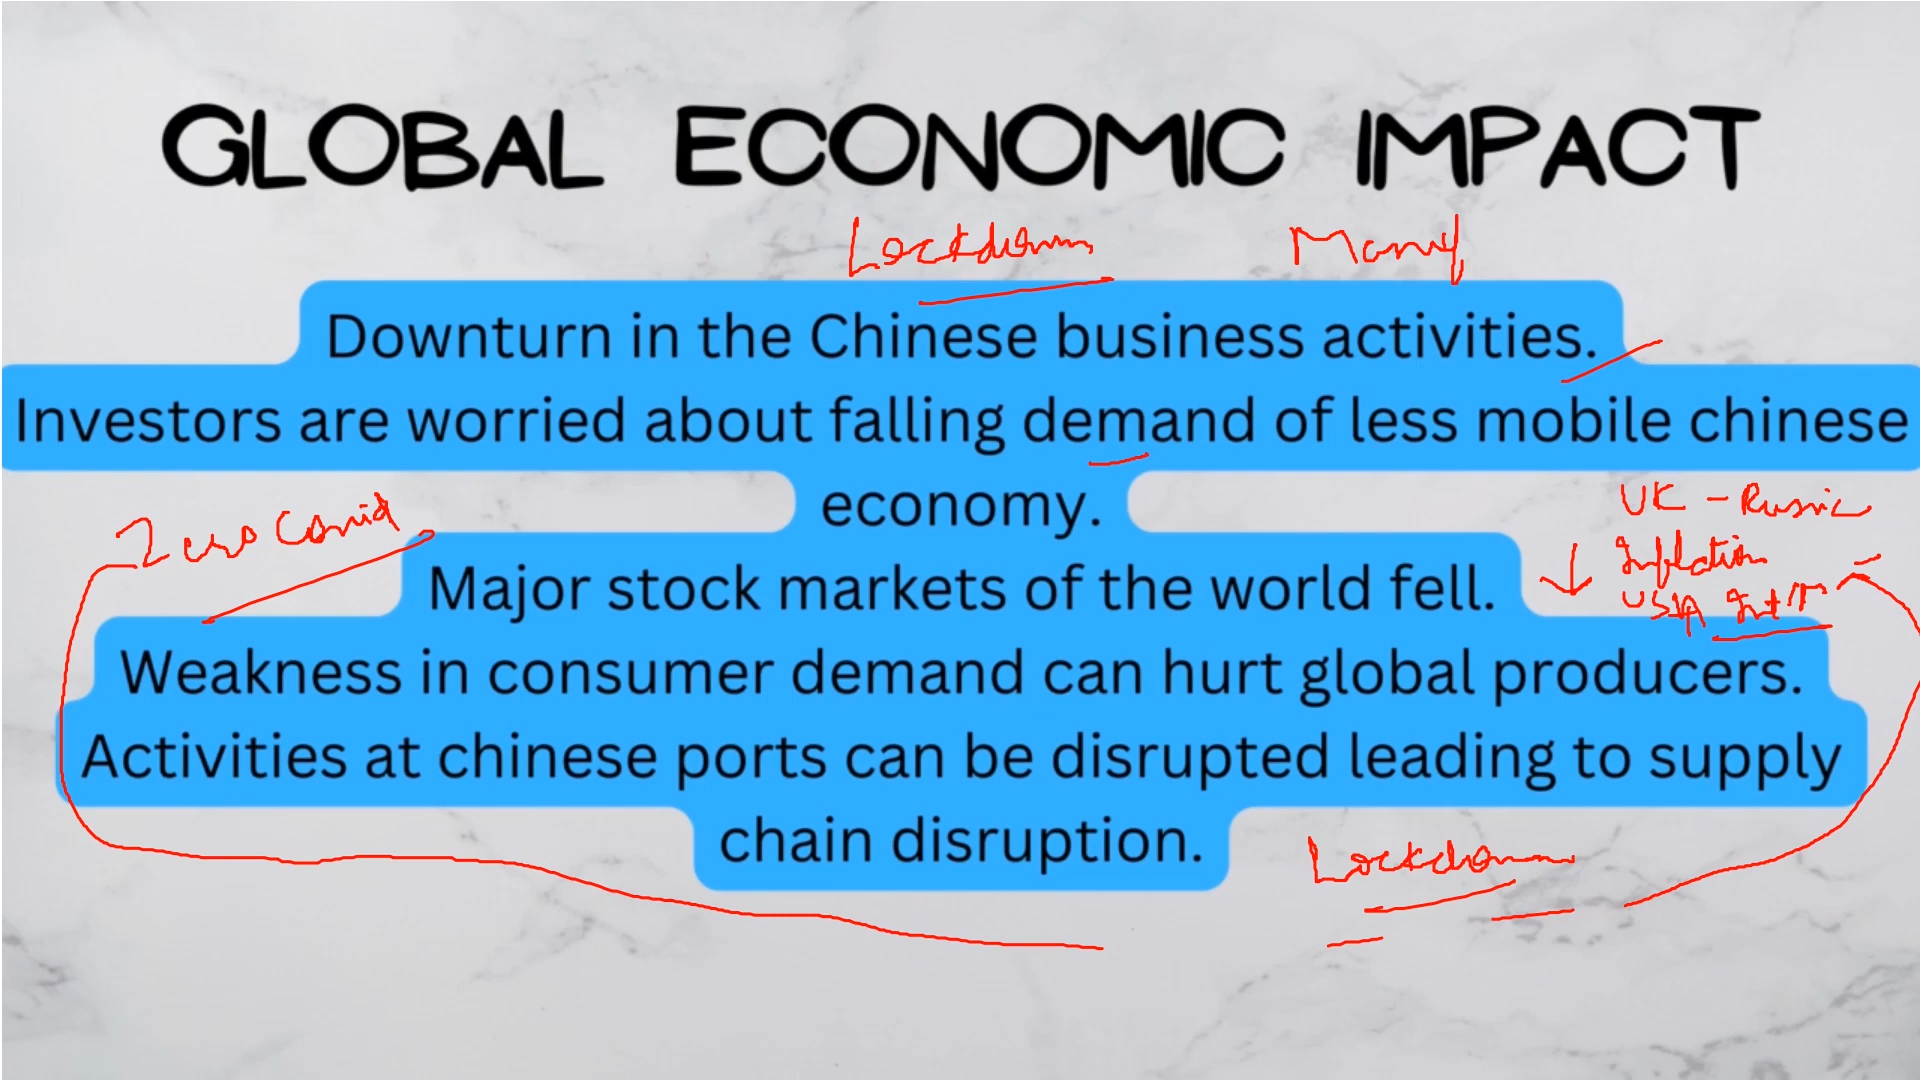 GLOBAL ECONOMIC IMPACT
Lockdown Manuf
Downturn in the Chinese business activities.
Investors are worried about falling demand of less mobile chinese
economy.
Zero Covid
UK - Russia
Major stock markets of the world fell.
Inflation
USA Int
Weakness in consumer demand can hurt global producers.
Activities at chinese ports can be disrupted leading to supply
chain disruption.
Lockdown